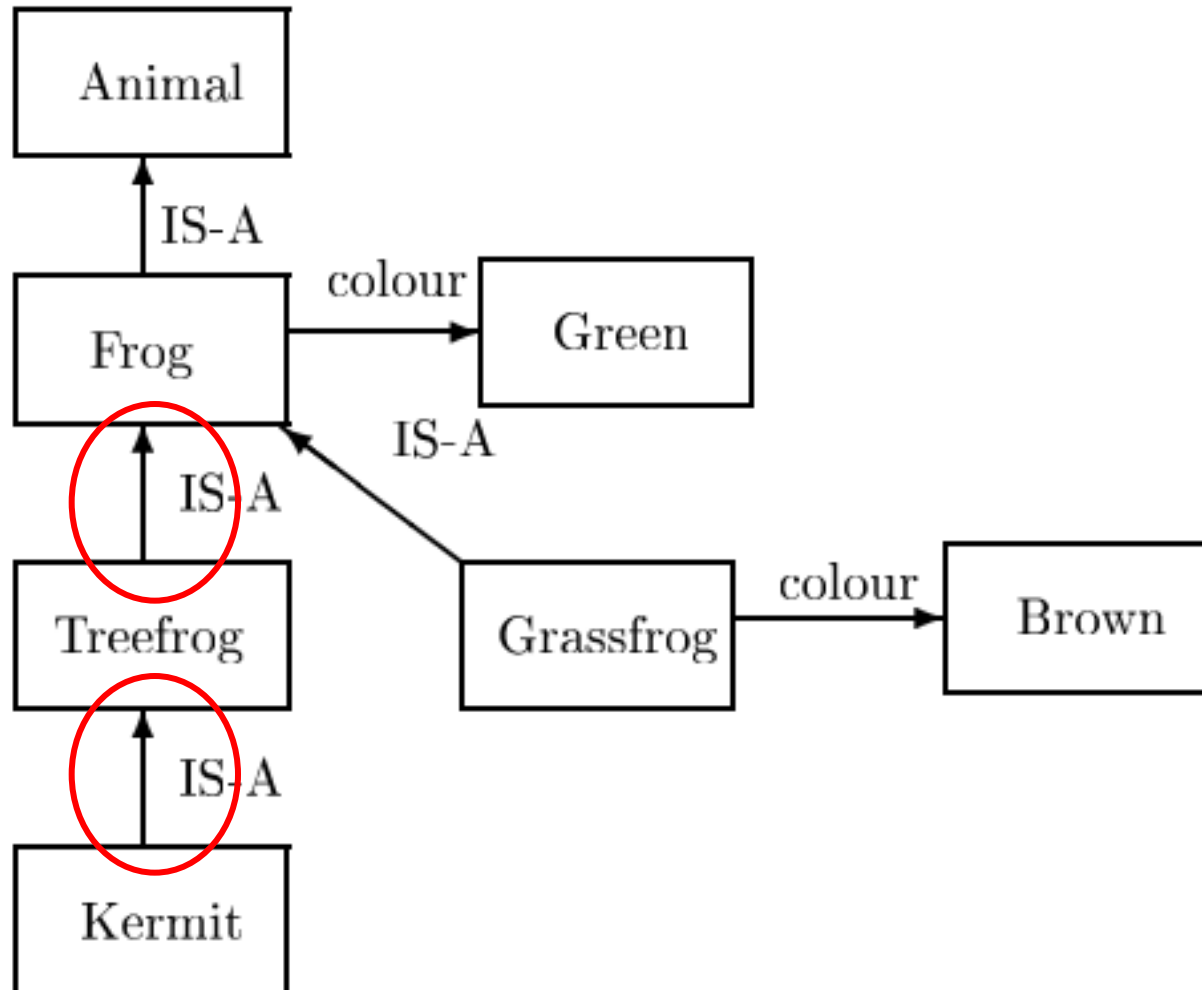 Animal
IS-A
colour
Green
Frog
IS-A
IS-A
colour
Brown
Treefrog
Grassfrog
IS-A
Kermit